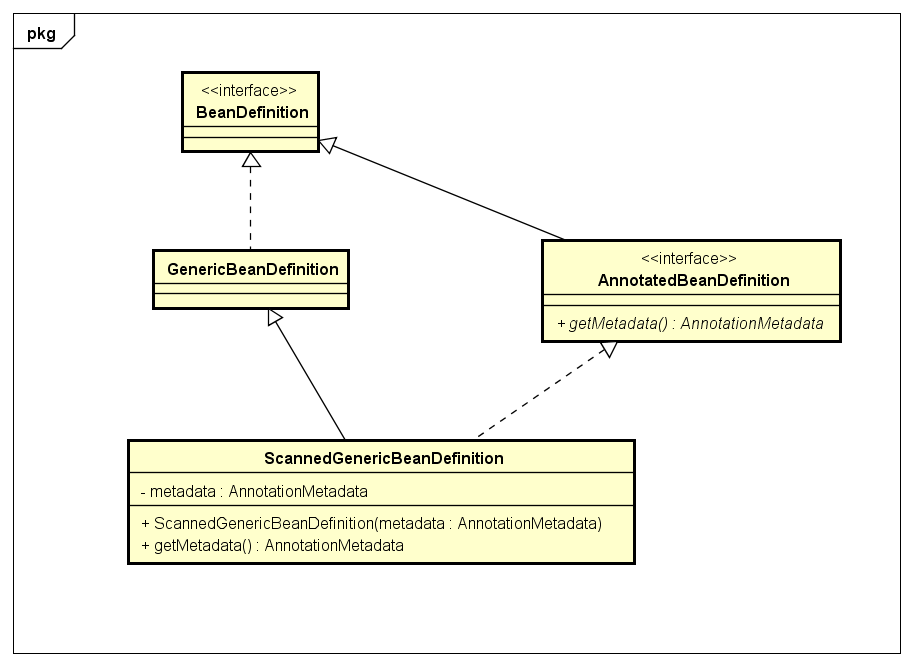 pkg
<<interface>>
BeanDefinition
GenericBeanDefinition
<<interface>>
AnnotatedBeanDefinition
+ getMetadata() : AnnotationMetadata
ScannedGenericBeanDefinition
- metadata : AnnotationMetadata
+ ScannedGenericBeanDefinition(metadata : AnnotationMetadata)
+ getMetadata() : AnnotationMetadata